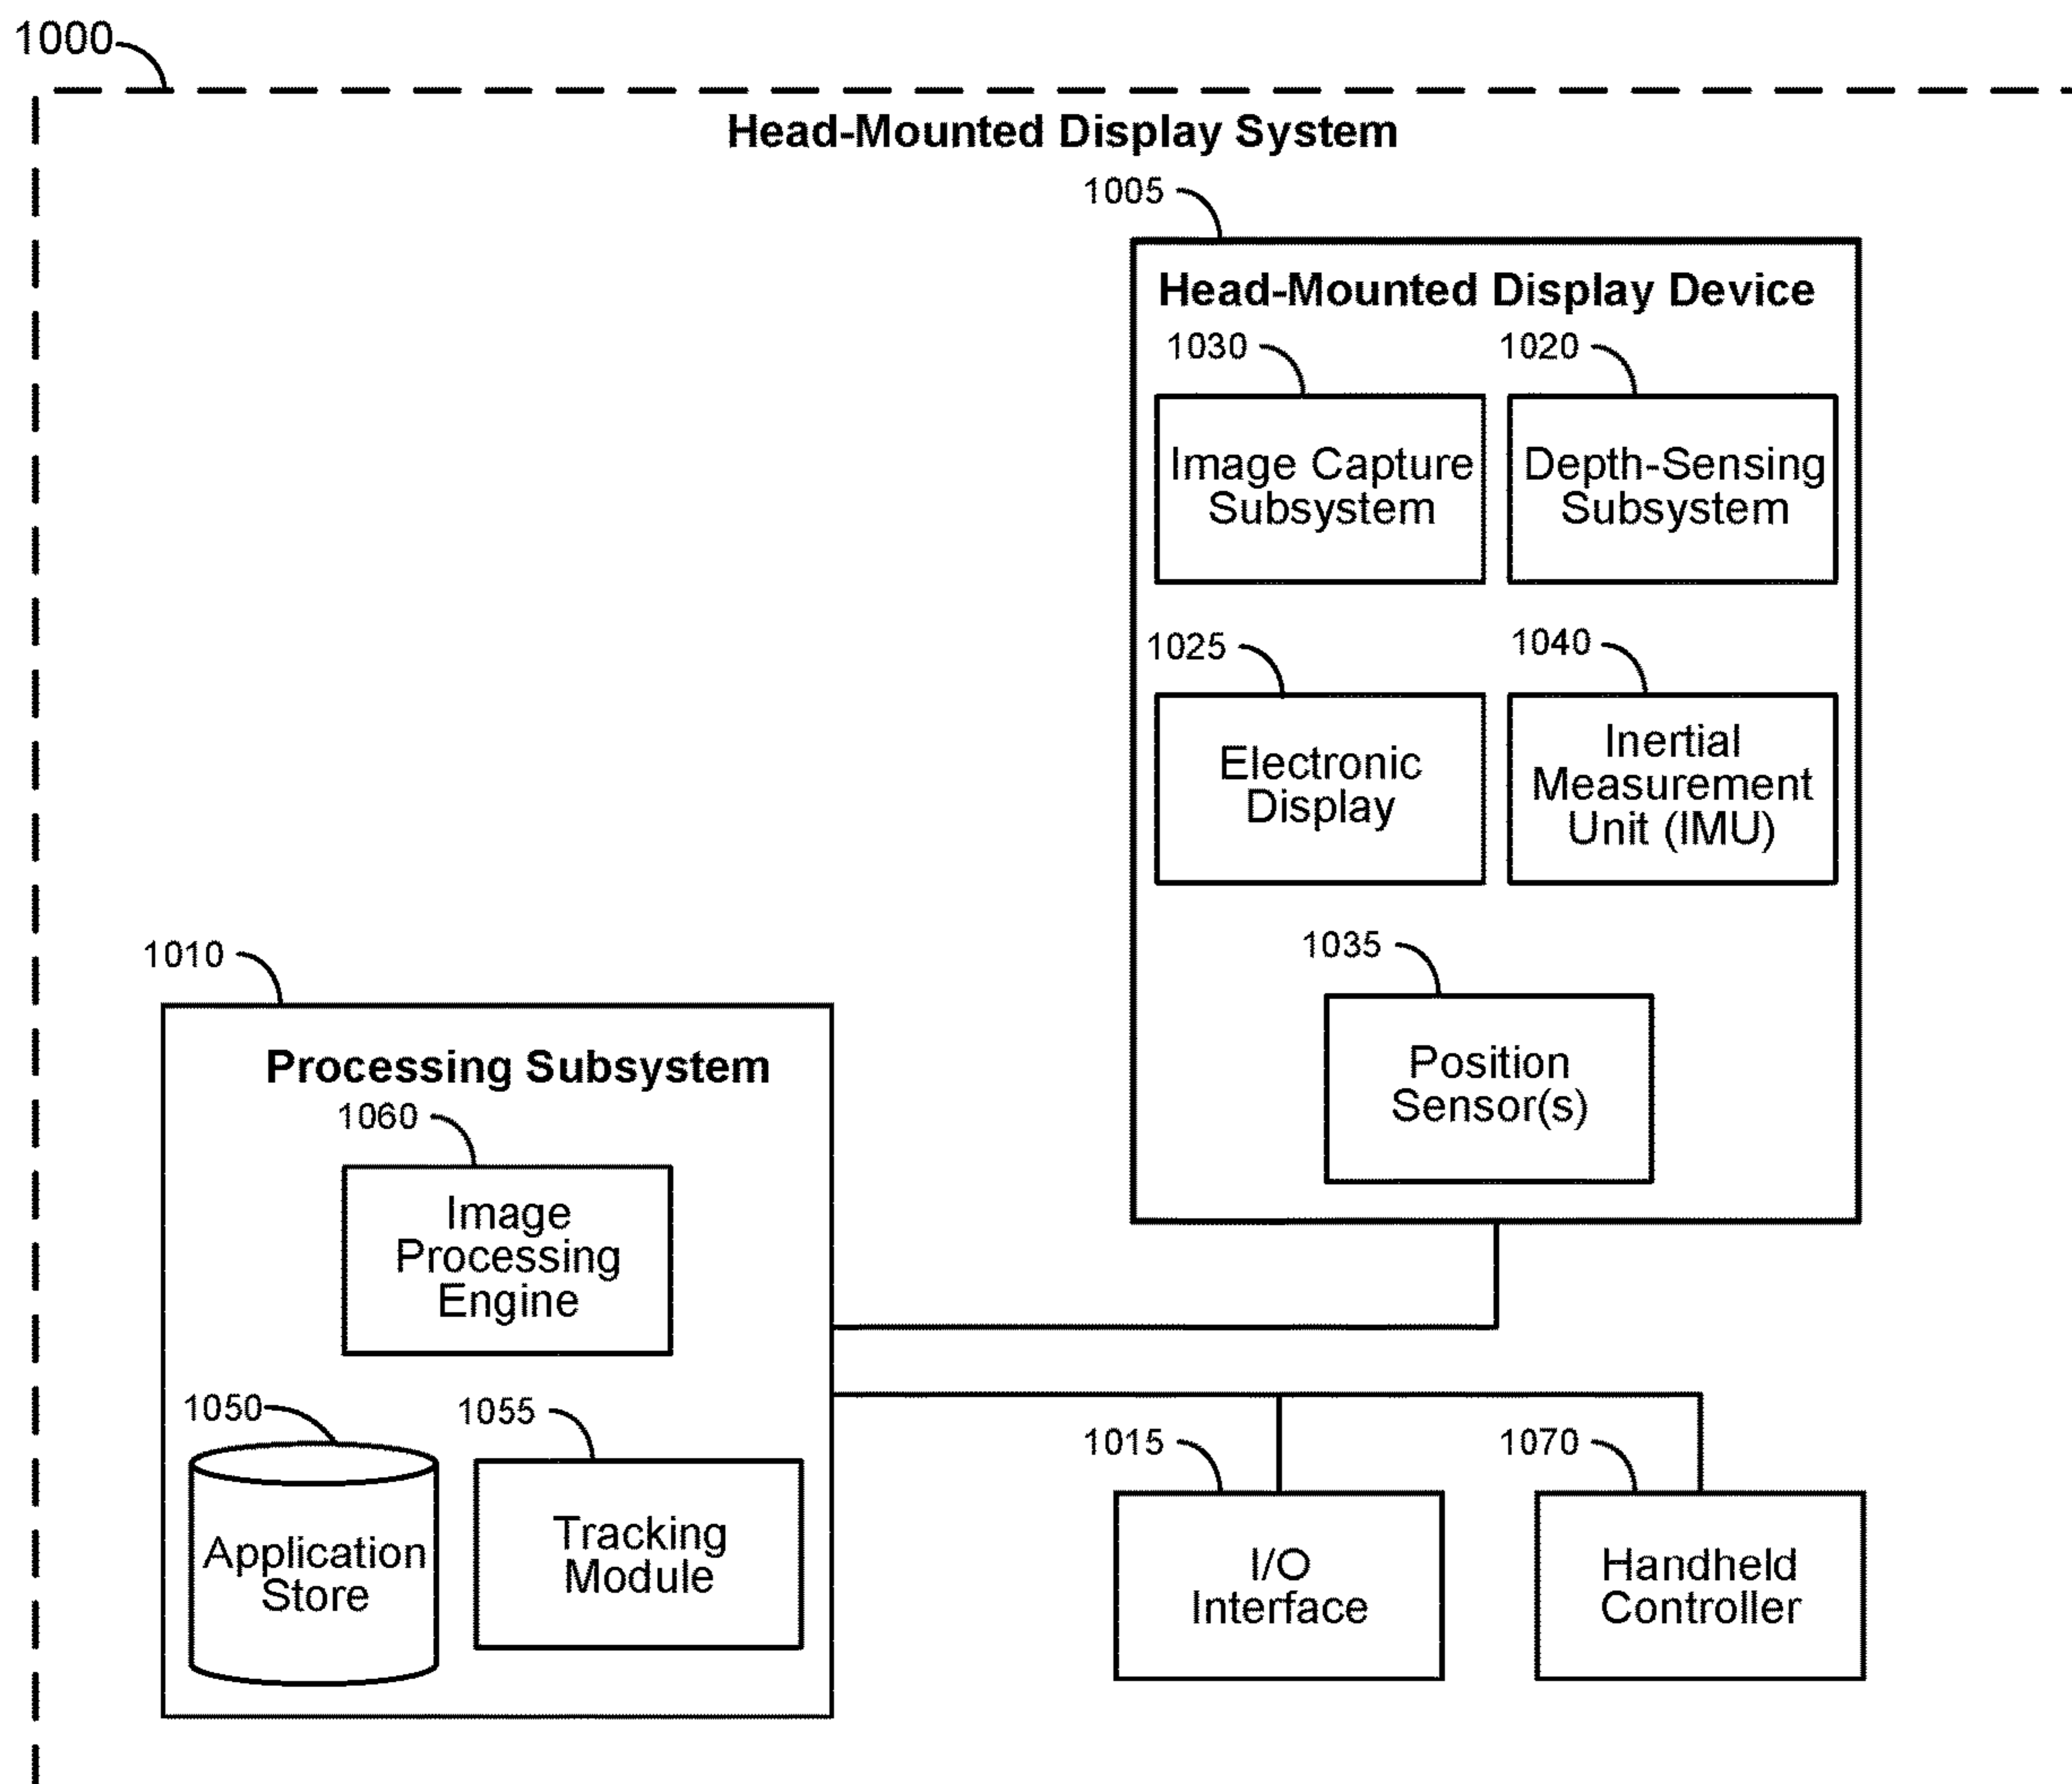 1000
Head-Mounted Display System
1005
Head-Mounted Display Device
1030
1020
Image Capture
Subsystem
Depth-Sensing
Subsystem
1025
1040
Electronic
Display
Inertial
Measurement
Unit (IMU)
1035
Position
Sensor(s)
1010
Processing Subsystem
1060
Image
Processing
Engine
1050
1055
Application
Store
Tracking
Module
1015
1070
I/O
Interface
Handheld
Controller